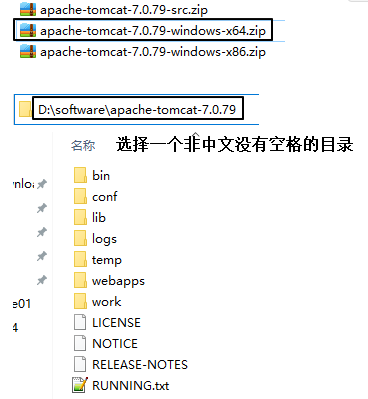 apache-tomcat-7.0.79-src.zip
apache-tomcat-7.0.79-windows-x64.zip
apache-tomcat-7.0.79-windows-x86.zip
D:\software\apache-tomcat-7.0.79
名称 选择一个非中文没有空格的目录
bin
conf
lib
logs
temp
webapps
work
LICENSE
NOTICE
RELEASE-NOTES
RUNNING.txt